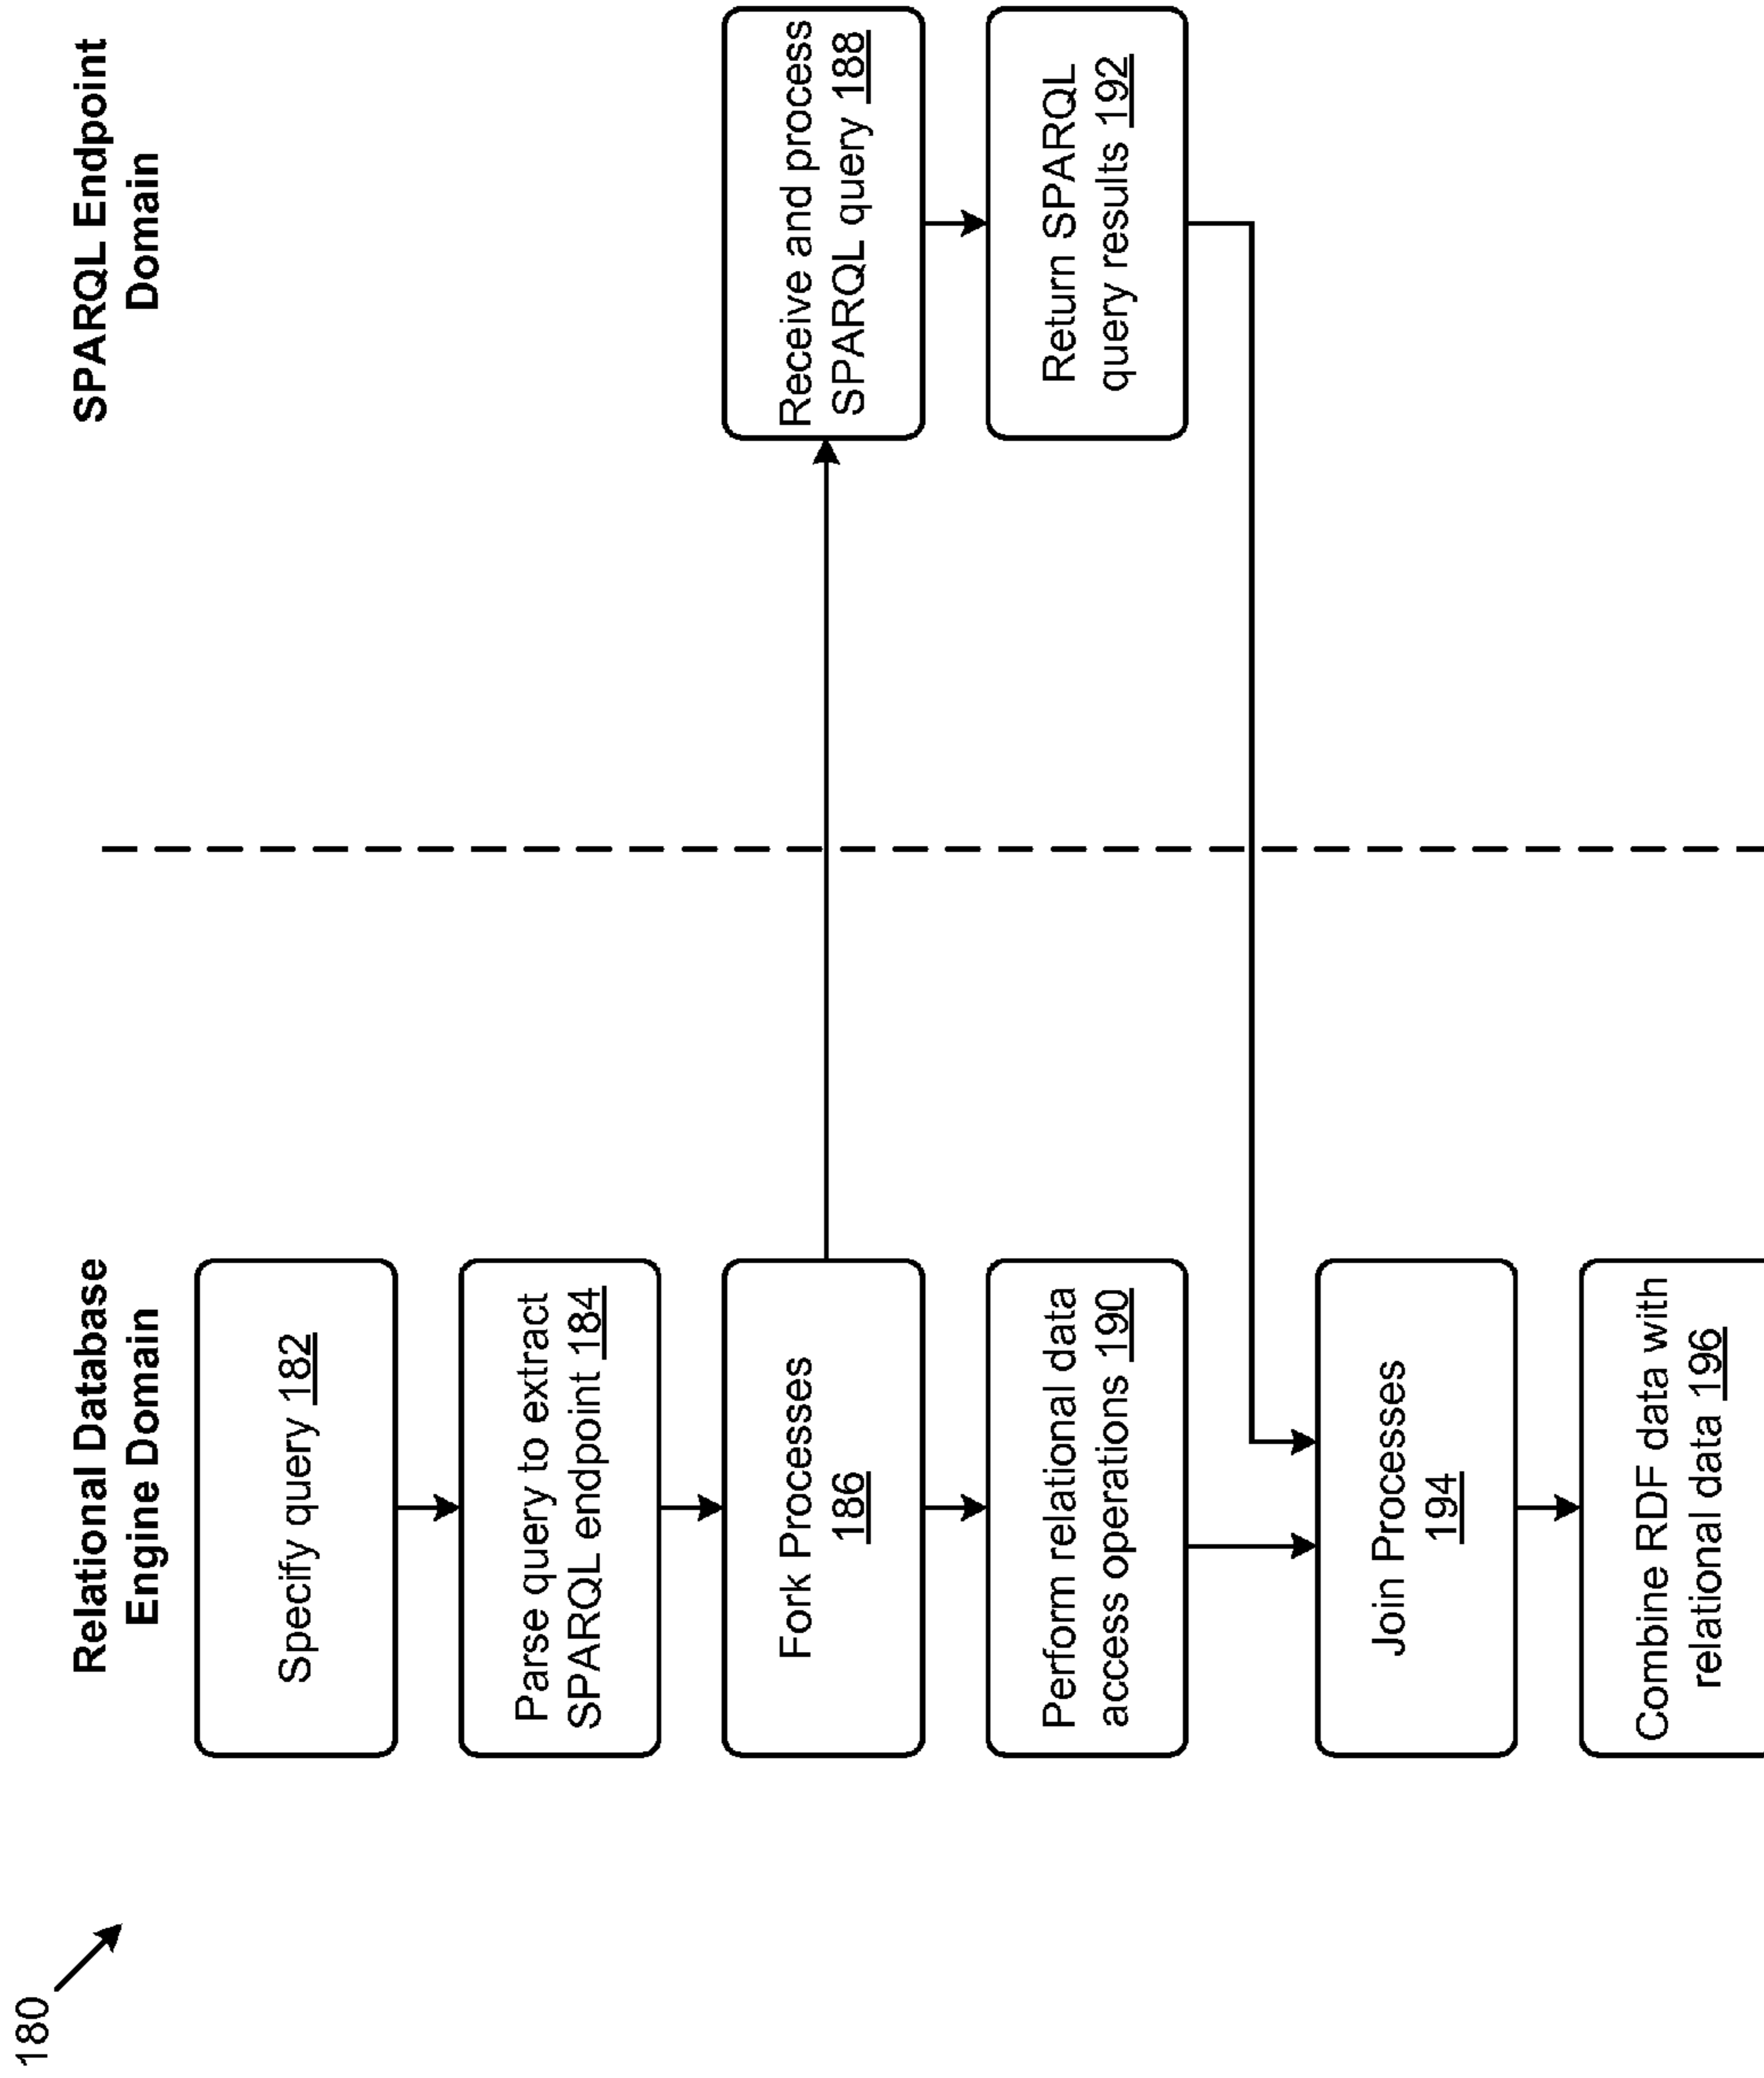 180
Relational Database
Engine Domain
SPARQL Endpoint
Domain
Specify query 182
Parse query to extract
SPARQL endpoint 184
Fork Processes
186
Receive and process
SPARQL query 188
Perform relational data
access operations 190
Return SPARQL
query results 192
Join Processes
194
Combine RDF data with
relational data 196